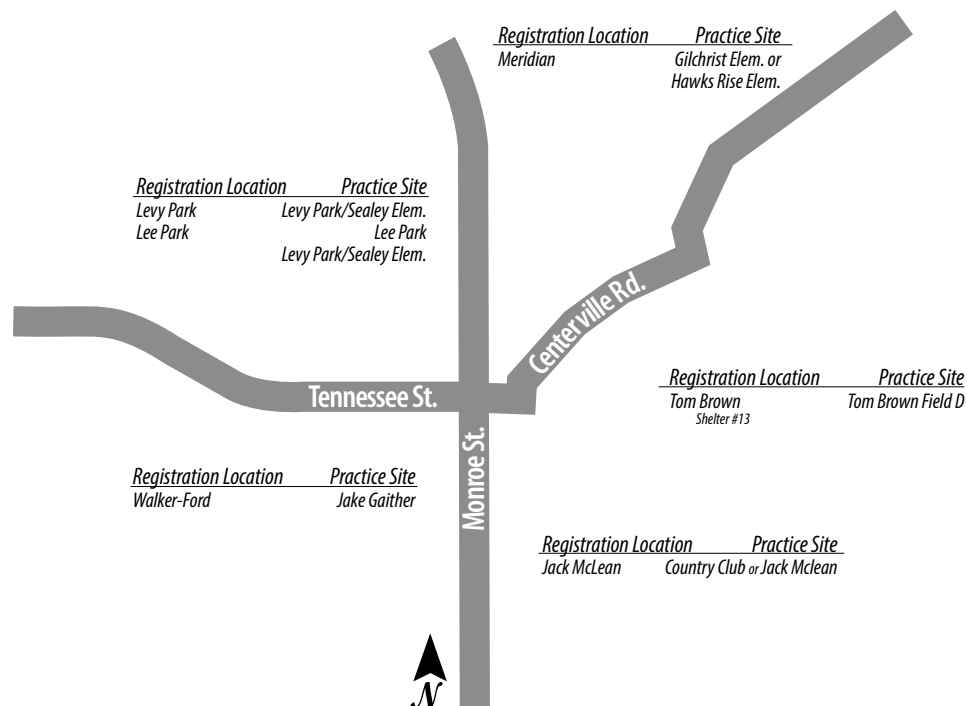 Registration Location Practice Site
Meridian Gilchrist Elem. or
Hawks Rise Elem.
Registration Location Practice Site
Levy Park Levy Park/Sealey Elem.
Lee Park Lee Park
Levy Park/Sealey Elem.
Centerville Rd.
Tennessee St.
Registration Location Practice Site
Tom Brown Tom Brown Field D
Shelter #13
Monroe St.
Registration Location Practice Site
Walker-Ford Jake Gaither
Registration Location Practice Site
Jack McLean Country Club or Jack Mclean
N